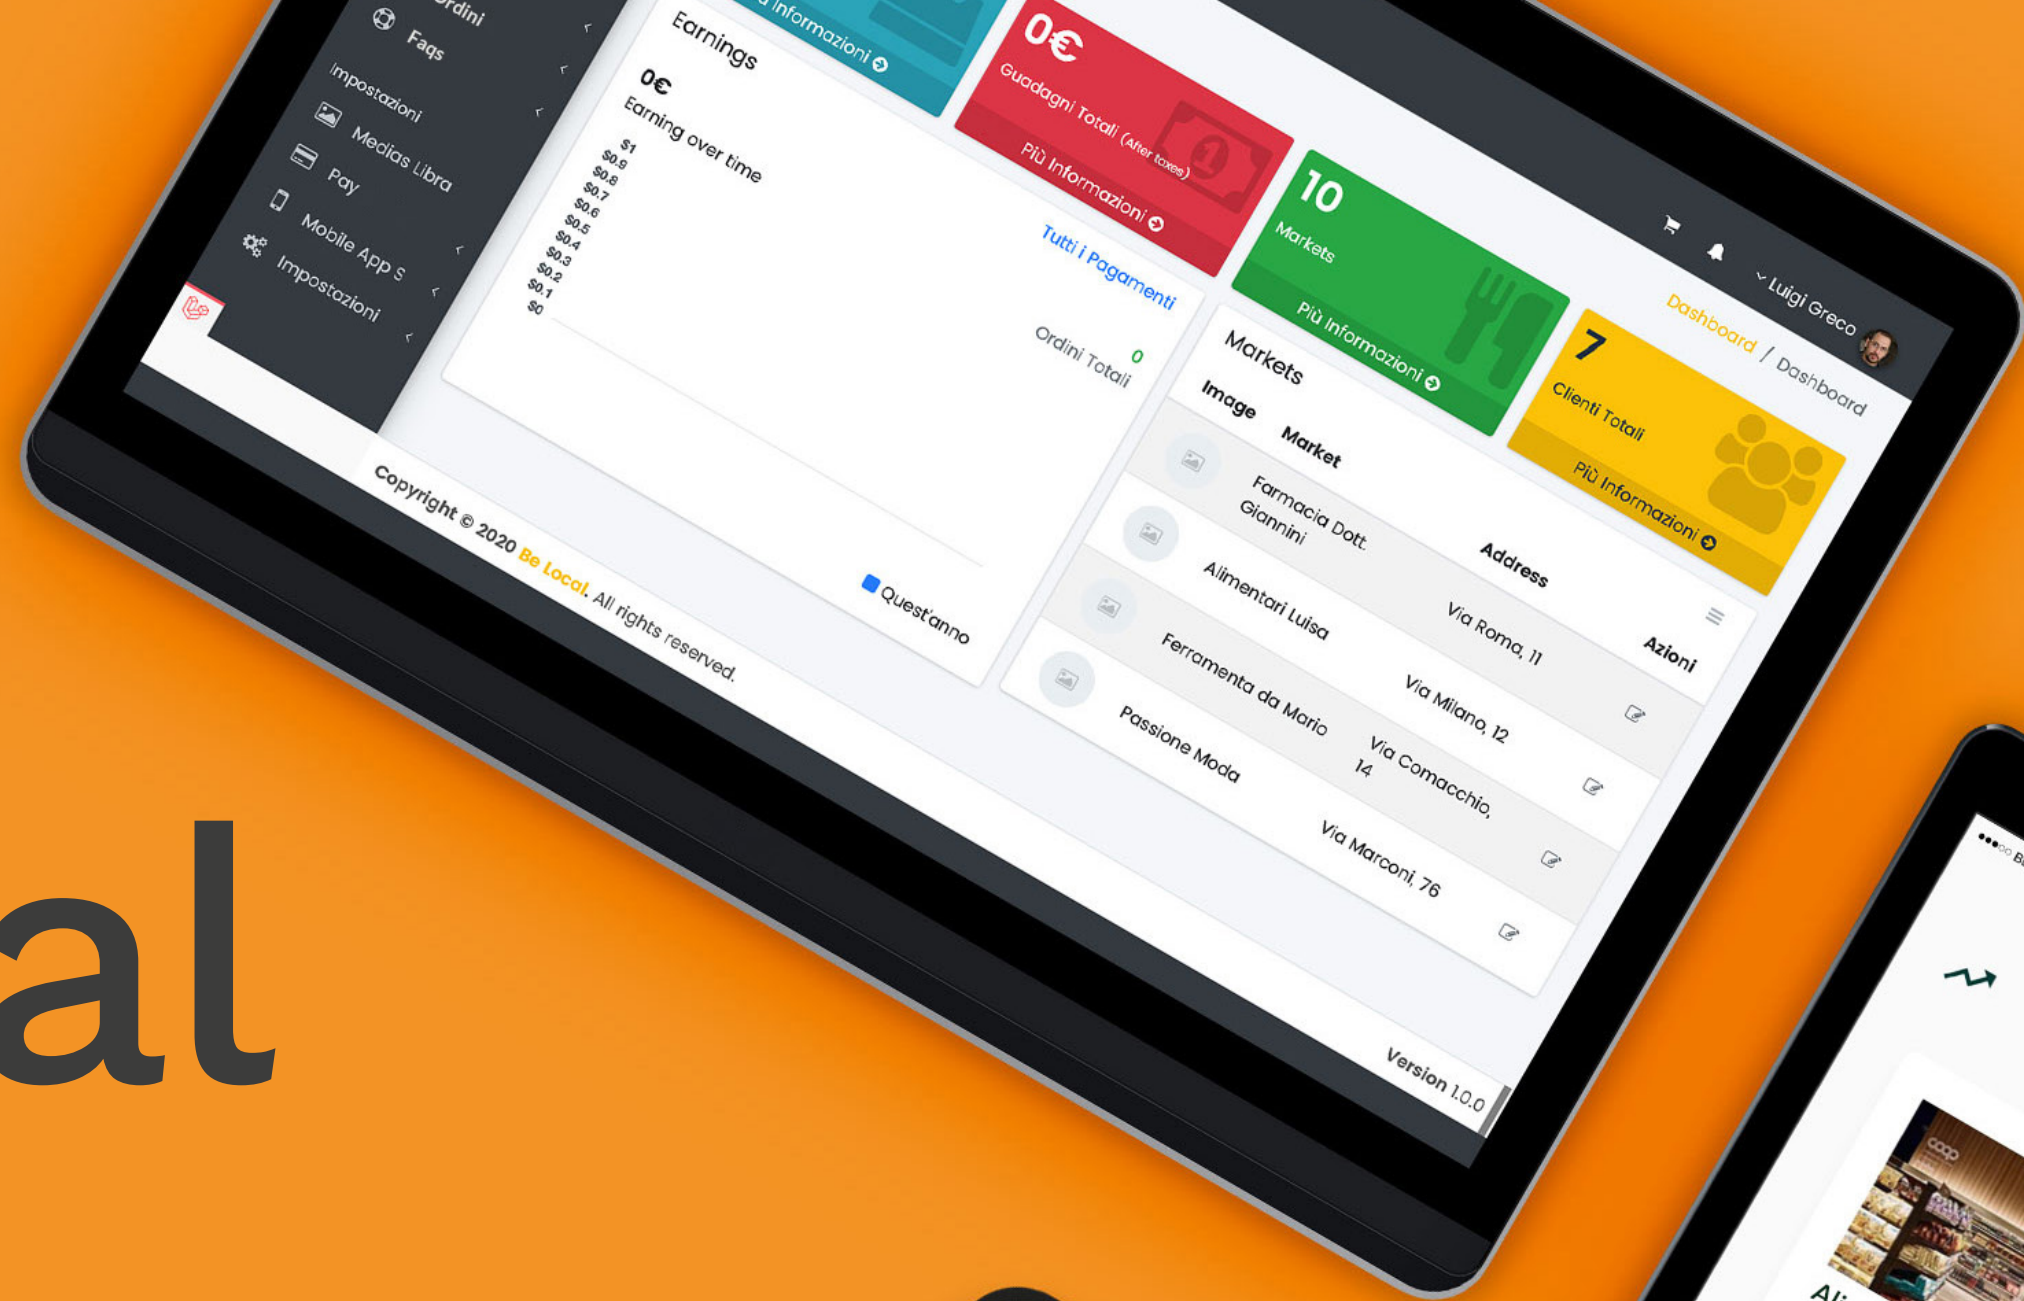 Ordini
Faqs
Impostazioni
Medias Libra
Pay
Mobile App S
Impostazioni
Informazioni
0€
Guadagni Totali (After taxes)
Più Informazioni
10
Markets
Più Informazioni
7
Clienti Totali
Più Informazioni
Luigi Greco
Dashboard / Dashboard
Earnings
0€
Earning over time
Tutti i Pagamenti
0
Ordini Totali
$1
$0.9
$0.8
$0.7
$0.6
$0.5
$0.4
$0.3
$0.2
$0.1
$0
Quest'anno
Markets
Image Market Address Azioni
Farmacia Dott.
Giannini
Via Roma, 11
Alimentari Luisa Via Milano, 12
Ferramenta da Mario Via Comacchio,
14
Passione Moda Via Marconi, 76
Copyright © 2020 Be Local. All rights reserved.
Version 1.0.0
al
coop